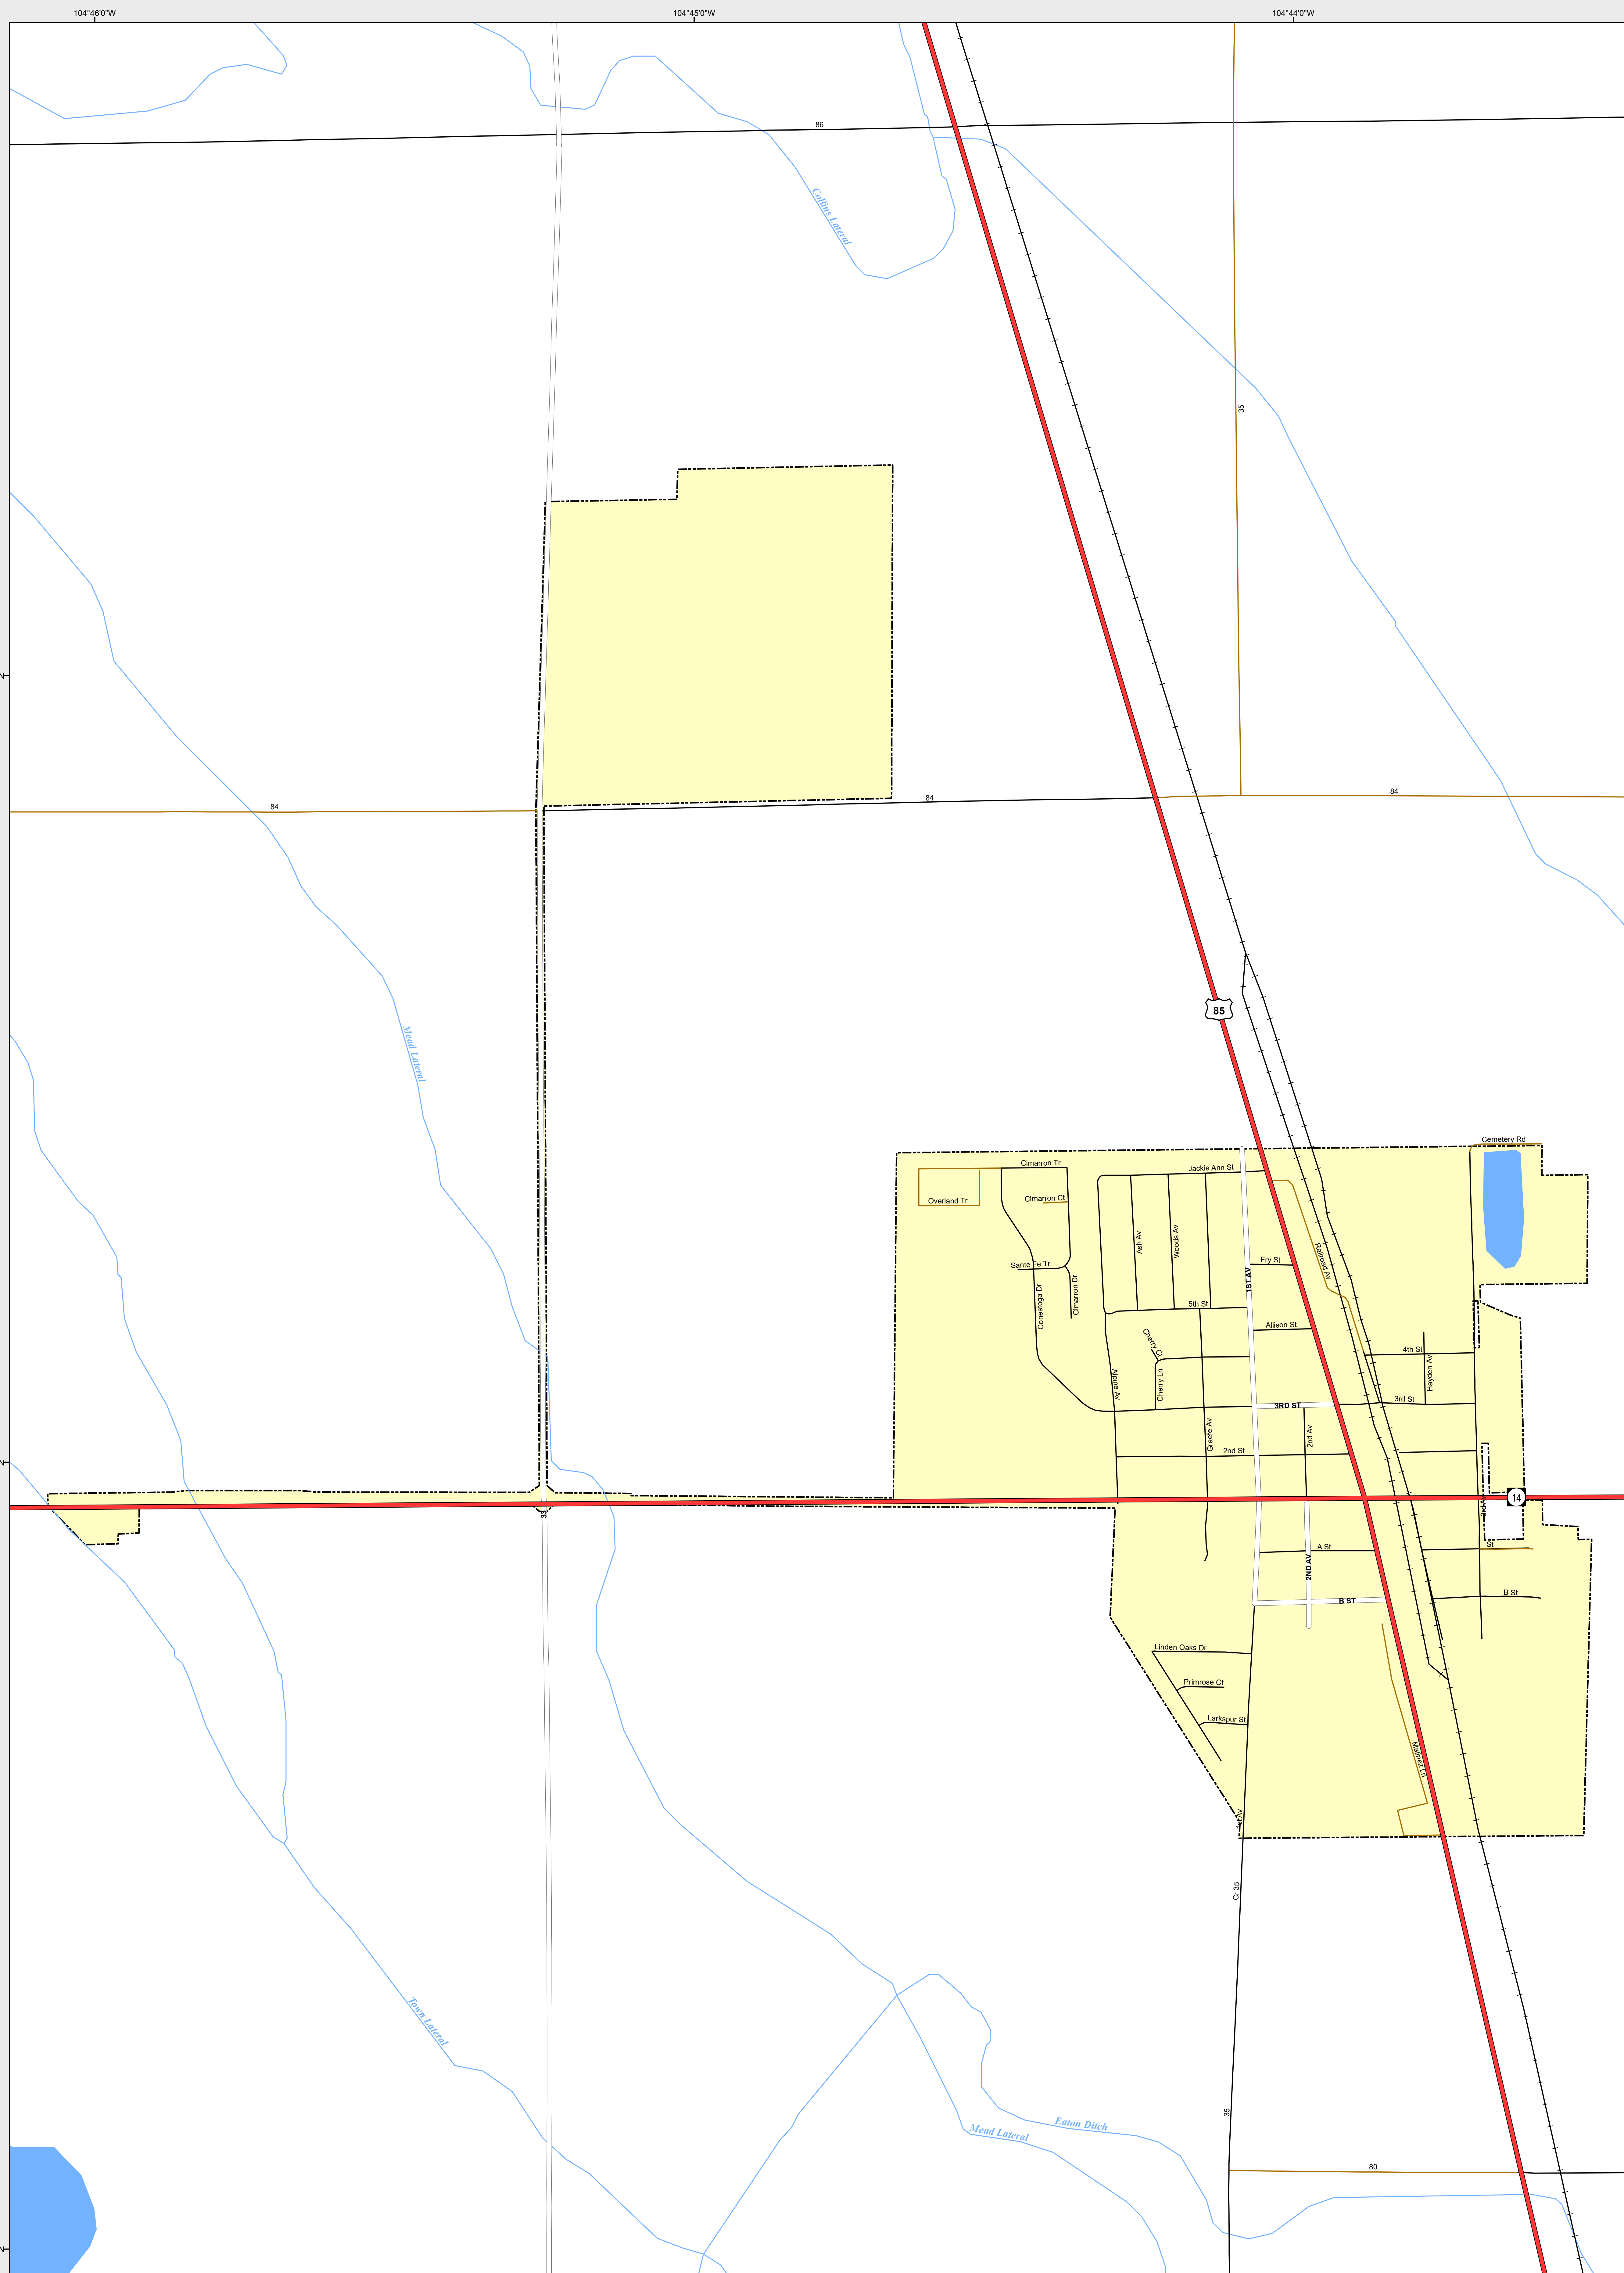 104°46'0"W
104°45'0"W
104°44'0"W
86
Collins Lateral
35
84
84
84
85
Mead Lateral
Cemetery Rd
Cimarron Tr
Jackie Ann St
Overland Tr
Cimarron Ct
Ash Av
Woods Av
Railroad Av
Fry St
Sante Fe Tr
1ST AV
Conestoga Dr
Cimarron Dr
5th St
Allison St
Cherry Ct
4th St
Hayden Av
Alpine Av
Cherry Ln
3RD ST
3rd St
Graefe Av
2nd Av
2nd St
14
3rd Av
33
A St
St
2ND AV
B ST
B St
Linden Oaks Dr
Primrose Ct
Larkspur St
Malinez Ln
1st Av
Cr 35
Town Lateral
35
Eaton Ditch
Mead Lateral
80